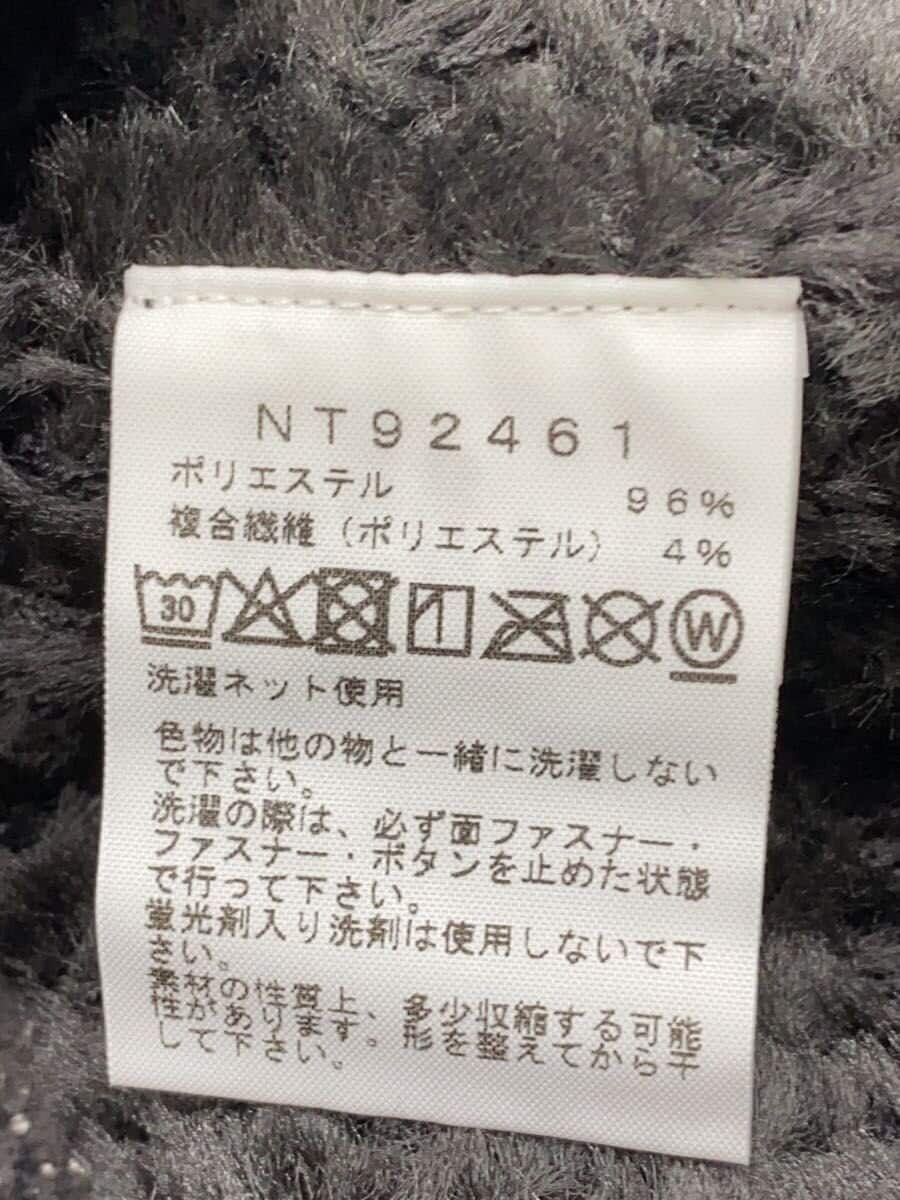 NT92461
ポリエステル 96%
複合繊維(ポリエステル) 4%
30 W
洗濯ネット使用
色物は他の物と一緒に洗濯しない
で下さい。
洗濯の際は、必ず面ファスナー・
ファスナー・ボタンを止めた状態
で行って下さい。
蛍光剤入り洗剤は使用しないで下
さい。
素材の性質上、多少収縮する可能
性があります。形を整えてから干
して下さい。